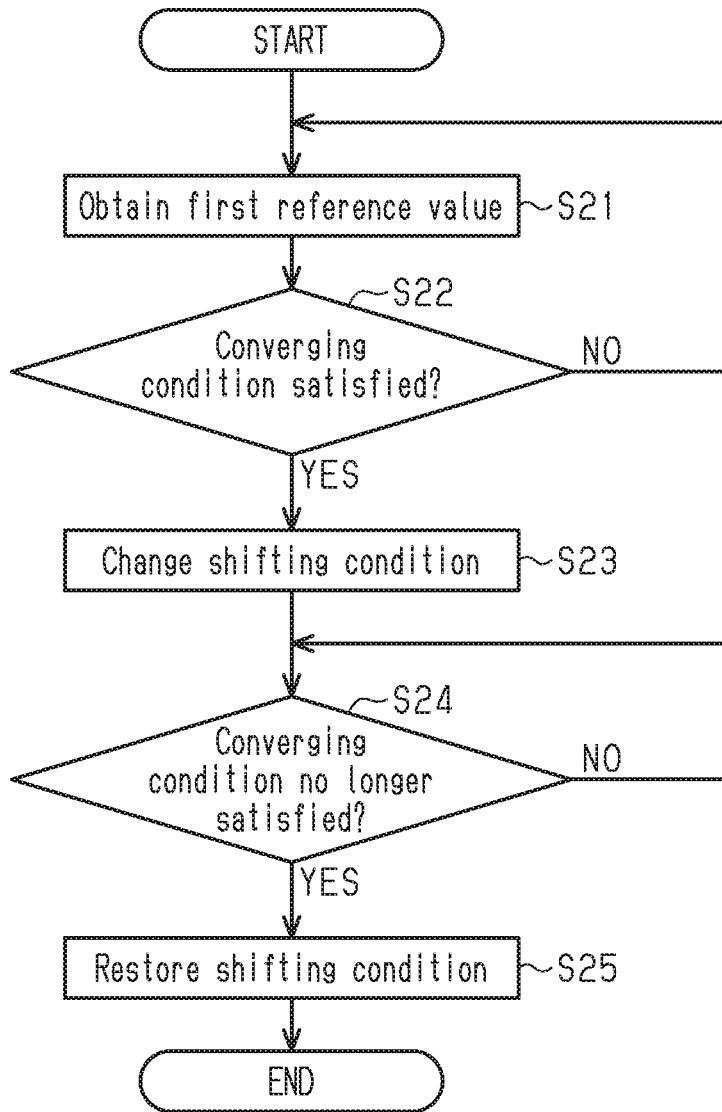 START
Obtain first reference value
S21
S22
Converging
condition satisfied?
NO
YES
Change shifting condition
S23
S24
Converging
condition no longer
satisfied?
NO
YES
Restore shifting condition
S25
END